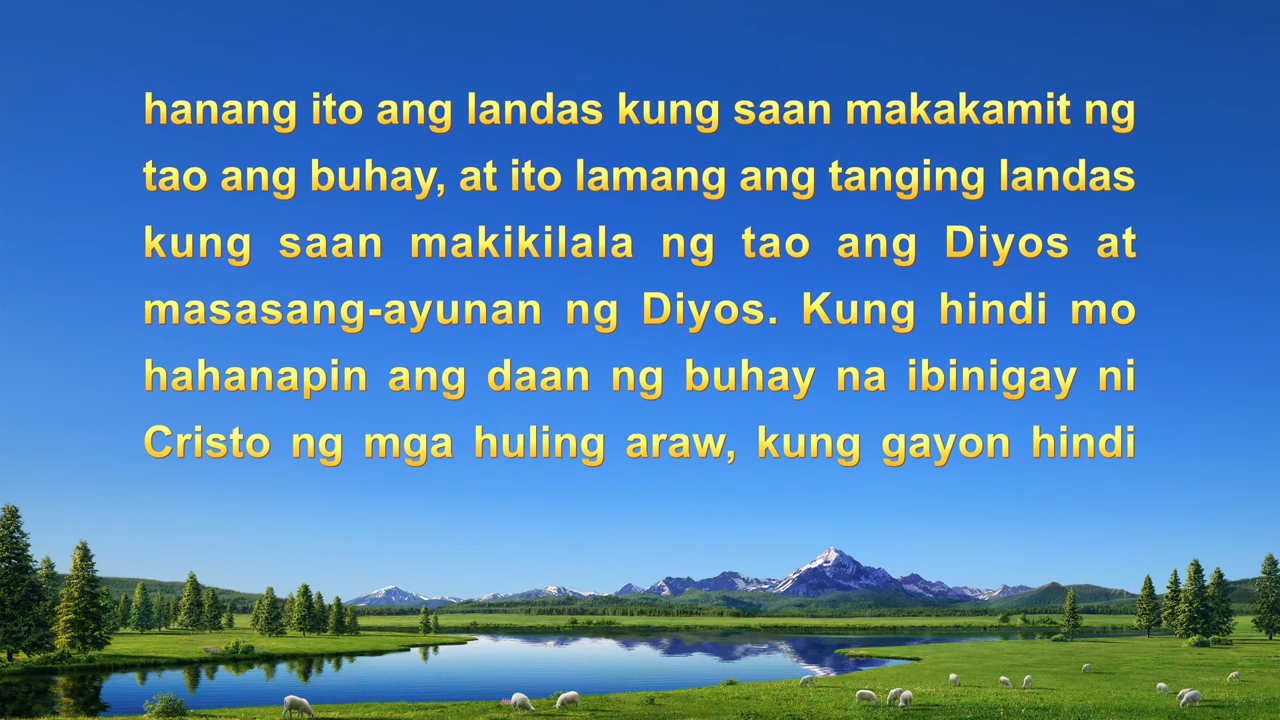 hanang ito ang landas kung saan makakamit ng
tao ang buhay, at ito lamang ang tanging landas
kung saan makikilala ng tao ang Diyos at
masasang-ayunan ng Diyos. Kung hindi mo
hahanapin ang daan ng buhay na ibinigay ni
Cristo ng mga huling araw, kung gayon hindi